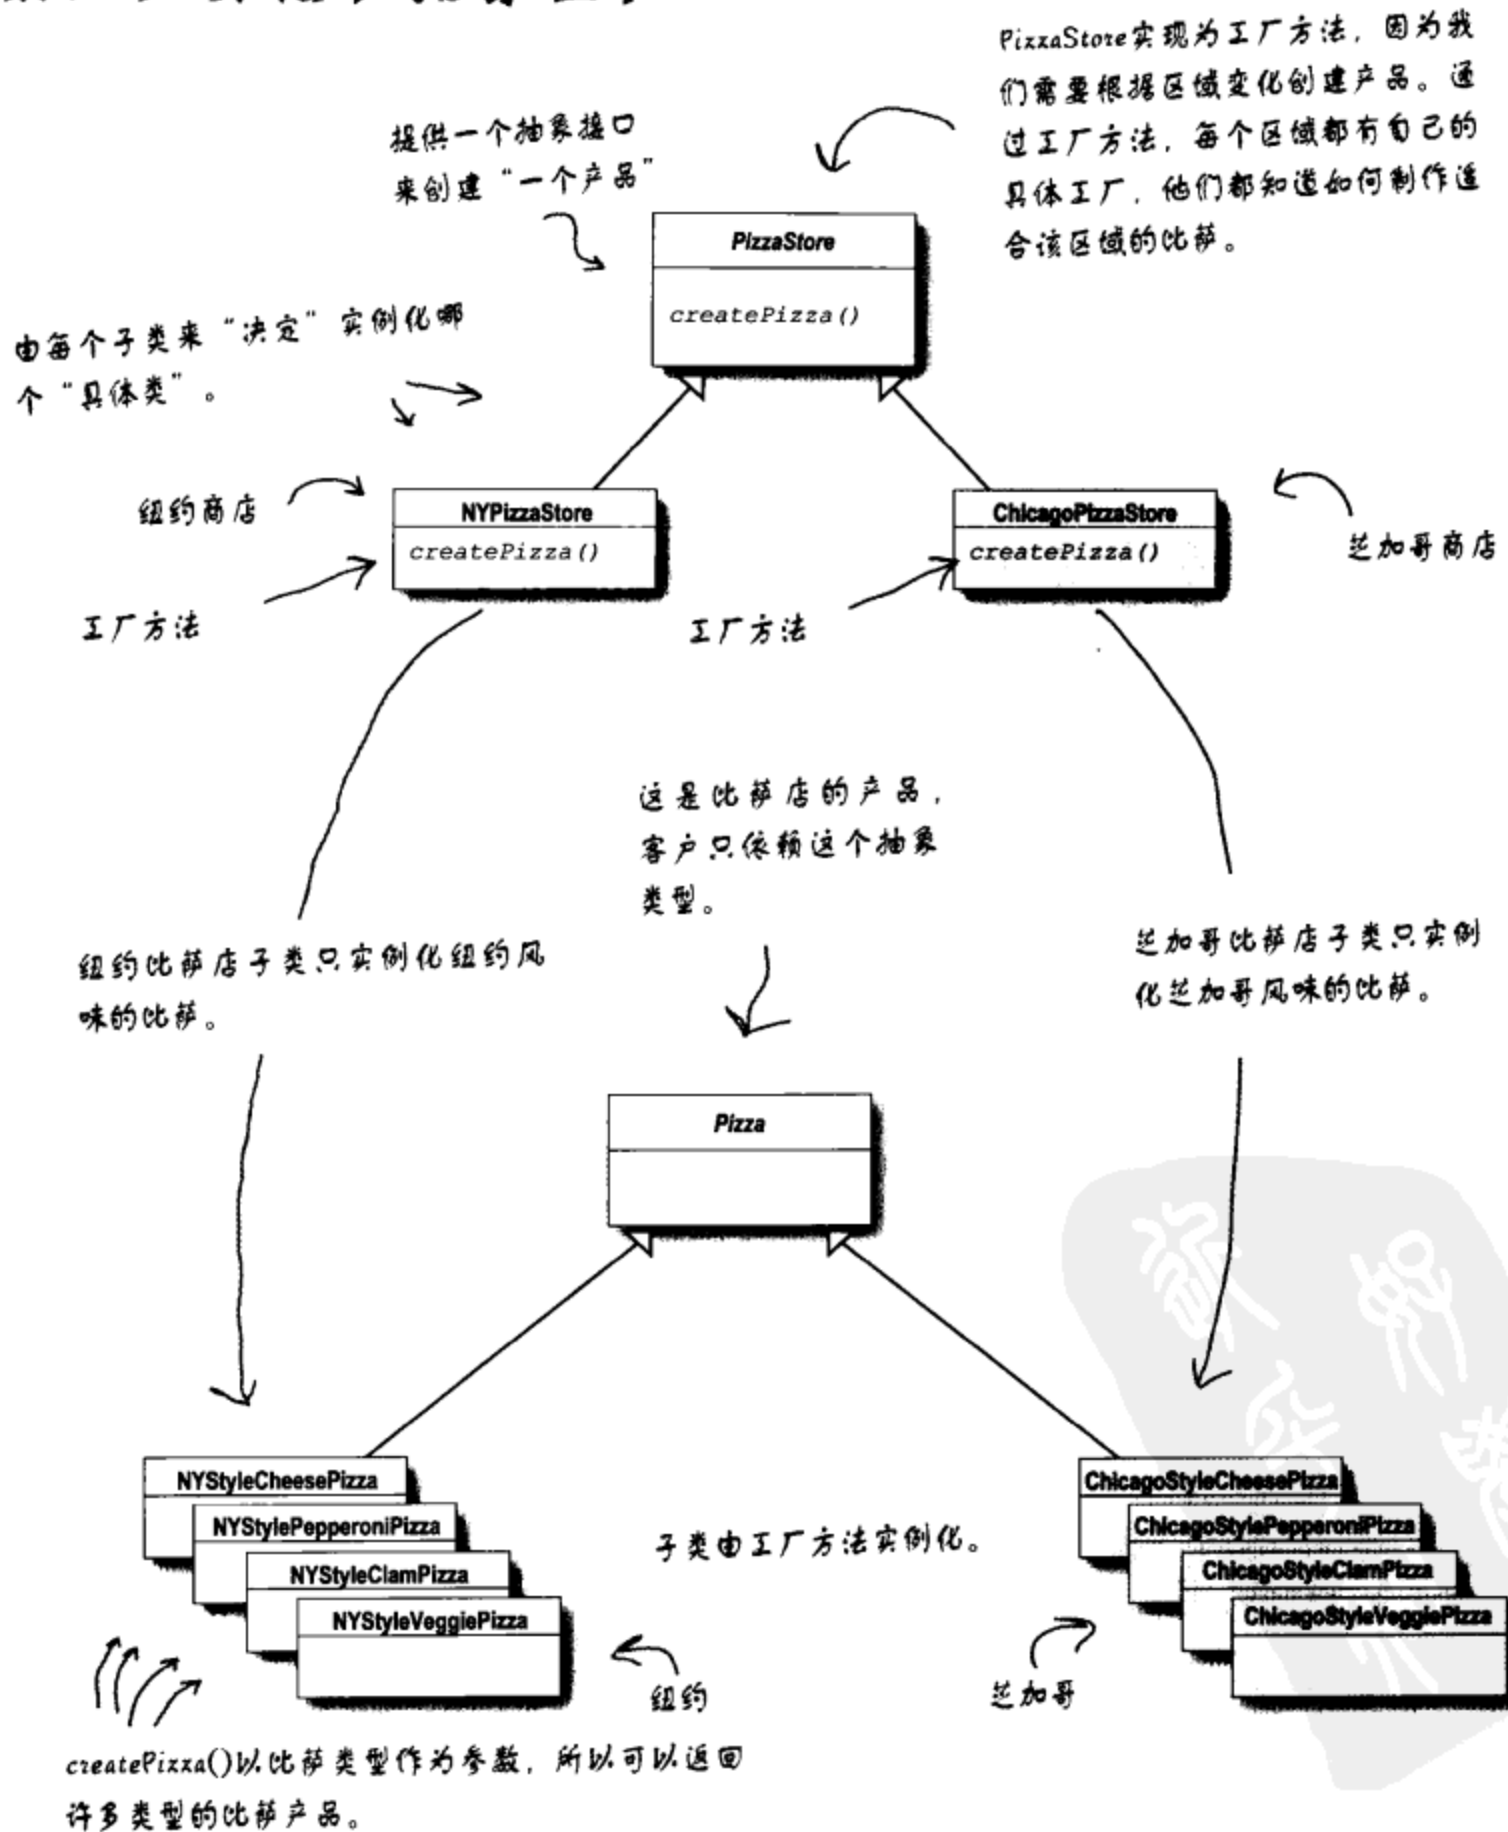 PizzaStore实现为工厂方法，因为我
们需要根据区域变化创建产品。通
过工厂方法，每个区域都有自己的
具体工厂，他们都知道如何制作适
合该区域的比萨。
提供一个抽象接口
来创建“一个产品”
PizzaStore
createPizza()
由每个子类来“决定”实例化哪
个“具体类”。
纽约商店
NYPizzaStore
createPizza()
工厂方法
ChicagoPizzaStore
createPizza()
芝加哥商店
工厂方法
这是比萨店的产品，
客户只依赖这个抽象
类型。
纽约比萨店子类只实例化纽约风
味的比萨。
芝加哥比萨店子类只实例
化芝加哥风味的比萨。
Pizza
NYStyleCheesePizza
NYStylePepperoniPizza
NYStyleClamPizza
NYStyleVeggiePizza
子类由工厂方法实例化。
ChicagoStyleCheesePizza
ChicagoStylePepperoniPizza
ChicagoStyleClamPizza
ChicagoStyleVeggiePizza
纽约
芝加哥
createPizza()以比萨类型作为参数，所以可以返回
许多类型的比萨产品。